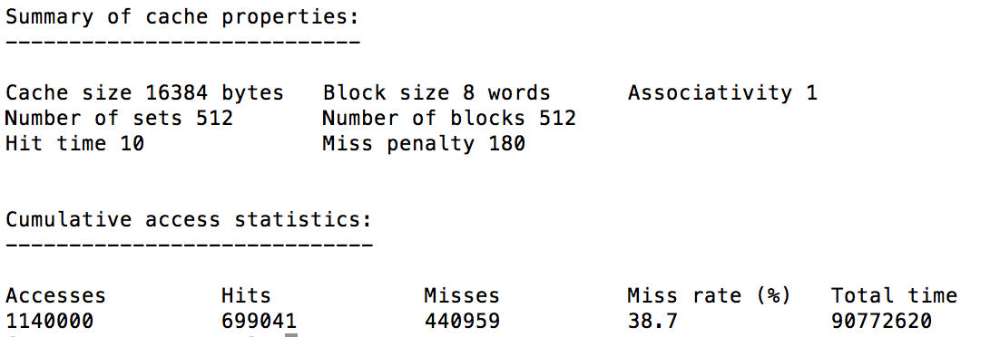 Summary of cache properties:
----------------------------
Cache size 16384 bytes Block size 8 words Associativity 1
Number of sets 512 Number of blocks 512
Hit time 10 Miss penalty 180
Cumulative access statistics:
-----------------------------
Accesses Hits Misses Miss rate (%) Total time
1140000 699041 440959 38.7 90772620